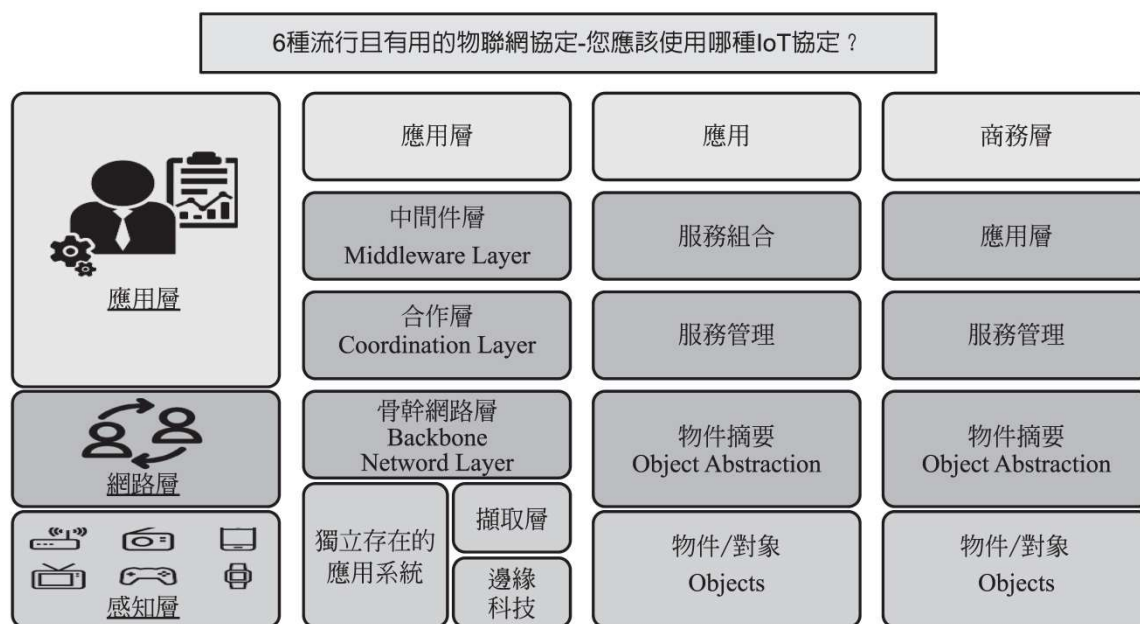 6種流行且有用的物聯網協定-您應該使用哪種IoT協定？
應用層
網路層
感知層
應用層
中間件層
Middleware Layer
合作層
Coordination Layer
骨幹網路層
Backbone
Netword Layer
獨立存在的
應用系統
擷取層
邊緣
科技
應用
服務組合
服務管理
物件摘要
Object Abstraction
物件/對象
Objects
商務層
應用層
服務管理
物件摘要
Object Abstraction
物件/對象
Objects